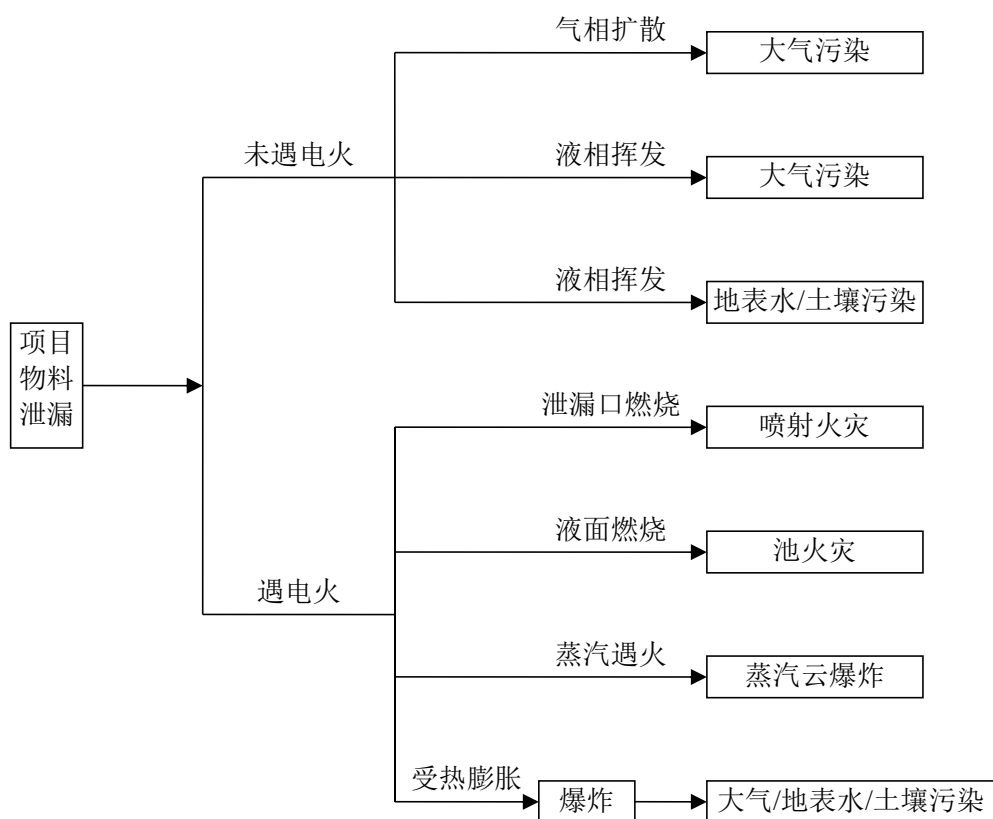 气相扩散
大气污染
未遇电火
液相挥发
大气污染
液相挥发
地表水/土壤污染
项目
物料
泄漏
泄漏口燃烧
喷射火灾
液面燃烧
池火灾
遇电火
蒸汽遇火
蒸汽云爆炸
受热膨胀
爆炸
大气/地表水/土壤污染